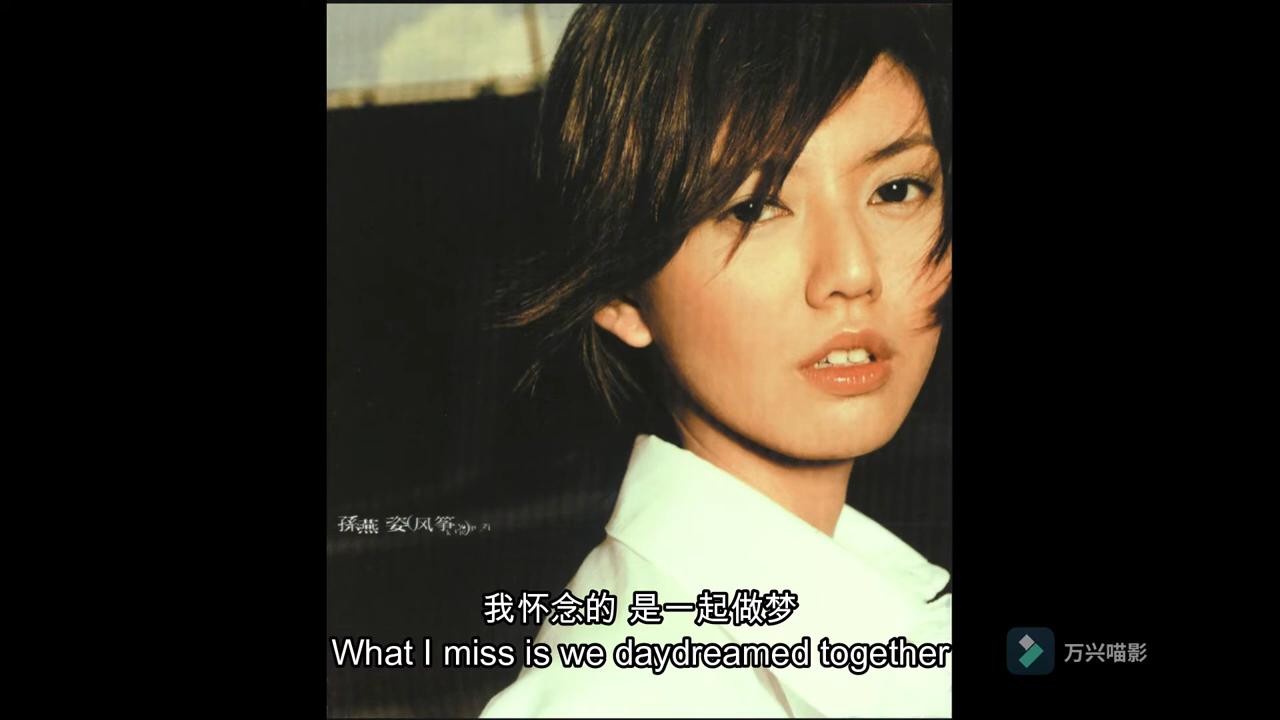 孫燕姿(风筝
我怀念的 是一起做梦
What I miss is we daydreamed together
万兴喵影